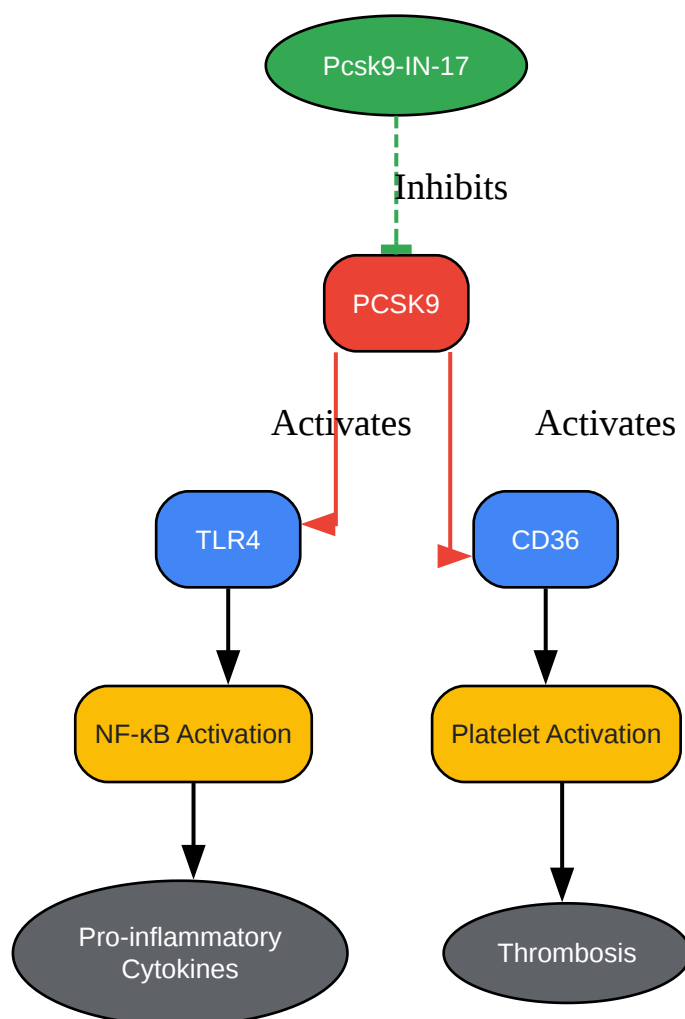 Pcsk9-IN-17
Inhibits
PCSK9
Activates
Activates
TLR4
CD36
NF-κB Activation
Platelet Activation
Pro-inflammatory
Cytokines
Thrombosis